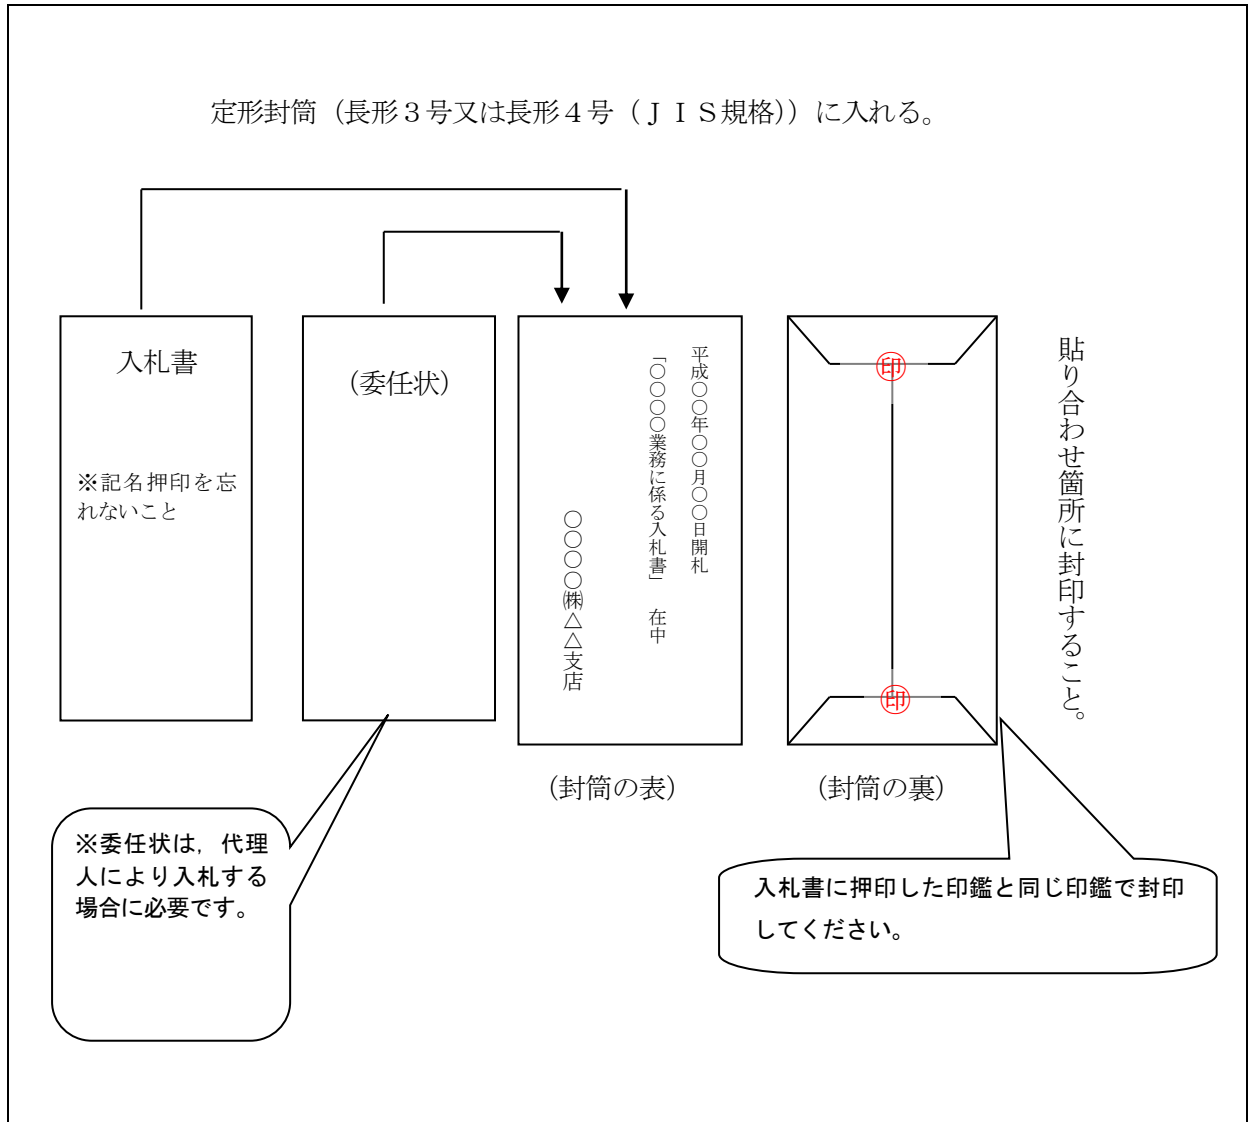 定形封筒（長形３号又は長形４号（ＪＩＳ規格））に入れる。
入札書
※記名押印を忘
れないこと
（委任状）
平成〇〇年〇〇月〇〇日開札
「〇〇〇〇業務に係る入札書」　在中
〇〇〇〇㈱△△支店
印
印
貼り合わせ箇所に封印すること。
（封筒の表）
（封筒の裏）
※委任状は，代理
人により入札する
場合に必要です。
入札書に押印した印鑑と同じ印鑑で封印
してください。